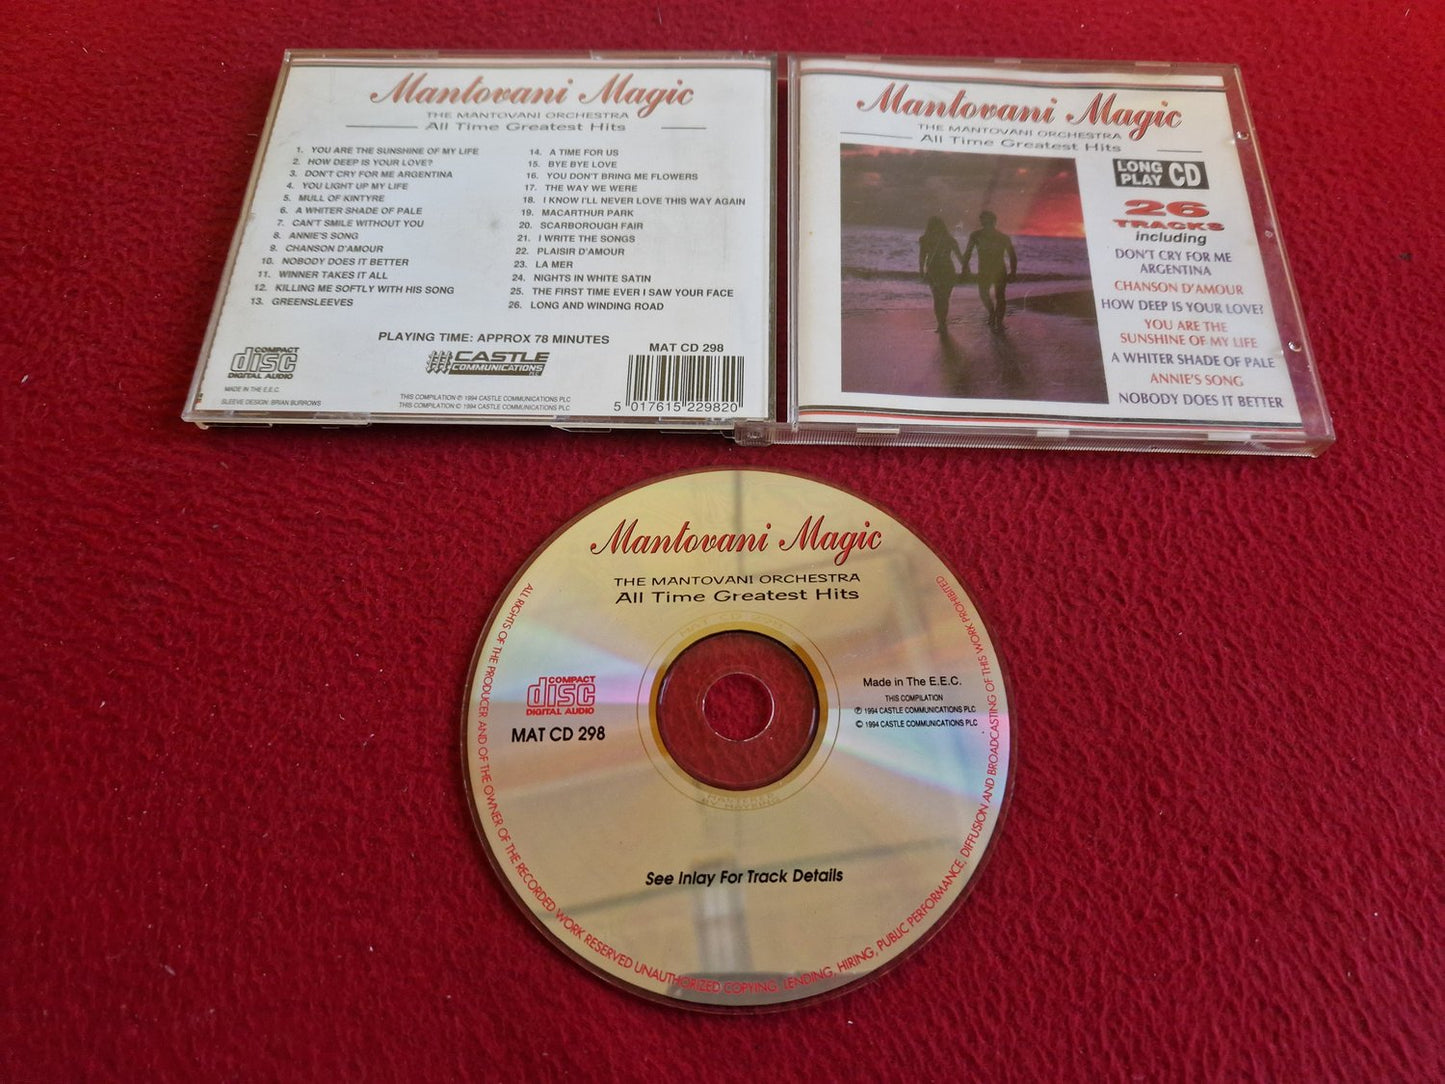 Mantovani Magic
THE MANTOVANI ORCHESTRA
All Time Greatest Hits
1. YOU ARE THE SUNSHINE OF MY LIFE
2. HOW DEEP IS YOUR LOVE?
3. DON'T CRY FOR ME ARGENTINA
4. YOU LIGHT UP MY LIFE
5. MULL OF KINTYRE
6. A WHITER SHADE OF PALE
7. CAN'T SMILE WITHOUT YOU
8. ANNIE'S SONG
9. CHANSON D'AMOUR
10. NOBODY DOES IT BETTER
11. WINNER TAKES IT ALL
12. KILLING ME SOFTLY WITH HIS SONG
13. GREENSLEEVES
14. A TIME FOR US
15. BYE BYE LOVE
16. YOU DON'T BRING ME FLOWERS
17. THE WAY WE WERE
18. I KNOW I'LL NEVER LOVE THIS WAY AGAIN
19. MACARTHUR PARK
20. SCARBOROUGH FAIR
21. I WRITE THE SONGS
22. PLAISIR D'AMOUR
23. LA MER
24. NIGHTS IN WHITE SATIN
25. THE FIRST TIME EVER I SAW YOUR FACE
26. LONG AND WINDING ROAD
PLAYING TIME: APPROX 78 MINUTES
COMPACT
disc
DIGITAL AUDIO
MADE IN THE E.E.C.
SLEEVE DESIGN: BRIAN BURROWS
CASTLE
COMMUNICATIONS
PLC
THIS COMPILATION ℗ 1994 CASTLE COMMUNICATIONS PLC
THIS COMPILATION © 1994 CASTLE COMMUNICATIONS PLC
MAT CD 298
5 017615 229820
Mantovani Magic
THE MANTOVANI ORCHESTRA
All Time Greatest Hits
LONG PLAY CD
26
TRACKS
including
DON'T CRY FOR ME
ARGENTINA
CHANSON D'AMOUR
HOW DEEP IS YOUR LOVE?
YOU ARE THE
SUNSHINE OF MY LIFE
A WHITER SHADE OF PALE
ANNIE'S SONG
NOBODY DOES IT BETTER
Mantovani Magic
THE MANTOVANI ORCHESTRA
All Time Greatest Hits
MAT CD 298
COMPACT
disc
DIGITAL AUDIO
MAT CD 298
Made in The E.E.C.
THIS COMPILATION
℗ 1994 CASTLE COMMUNICATIONS PLC
© 1994 CASTLE COMMUNICATIONS PLC
MASTERED
BY MAYKING
See Inlay For Track Details
ALL RIGHTS OF THE PRODUCER AND OF THE OWNER OF THE RECORDED WORK RESERVED UNAUTHORIZED COPYING, LENDING, HIRING, PUBLIC PERFORMANCE, DIFFUSION AND BROADCASTING OF THIS WORK PROHIBITED